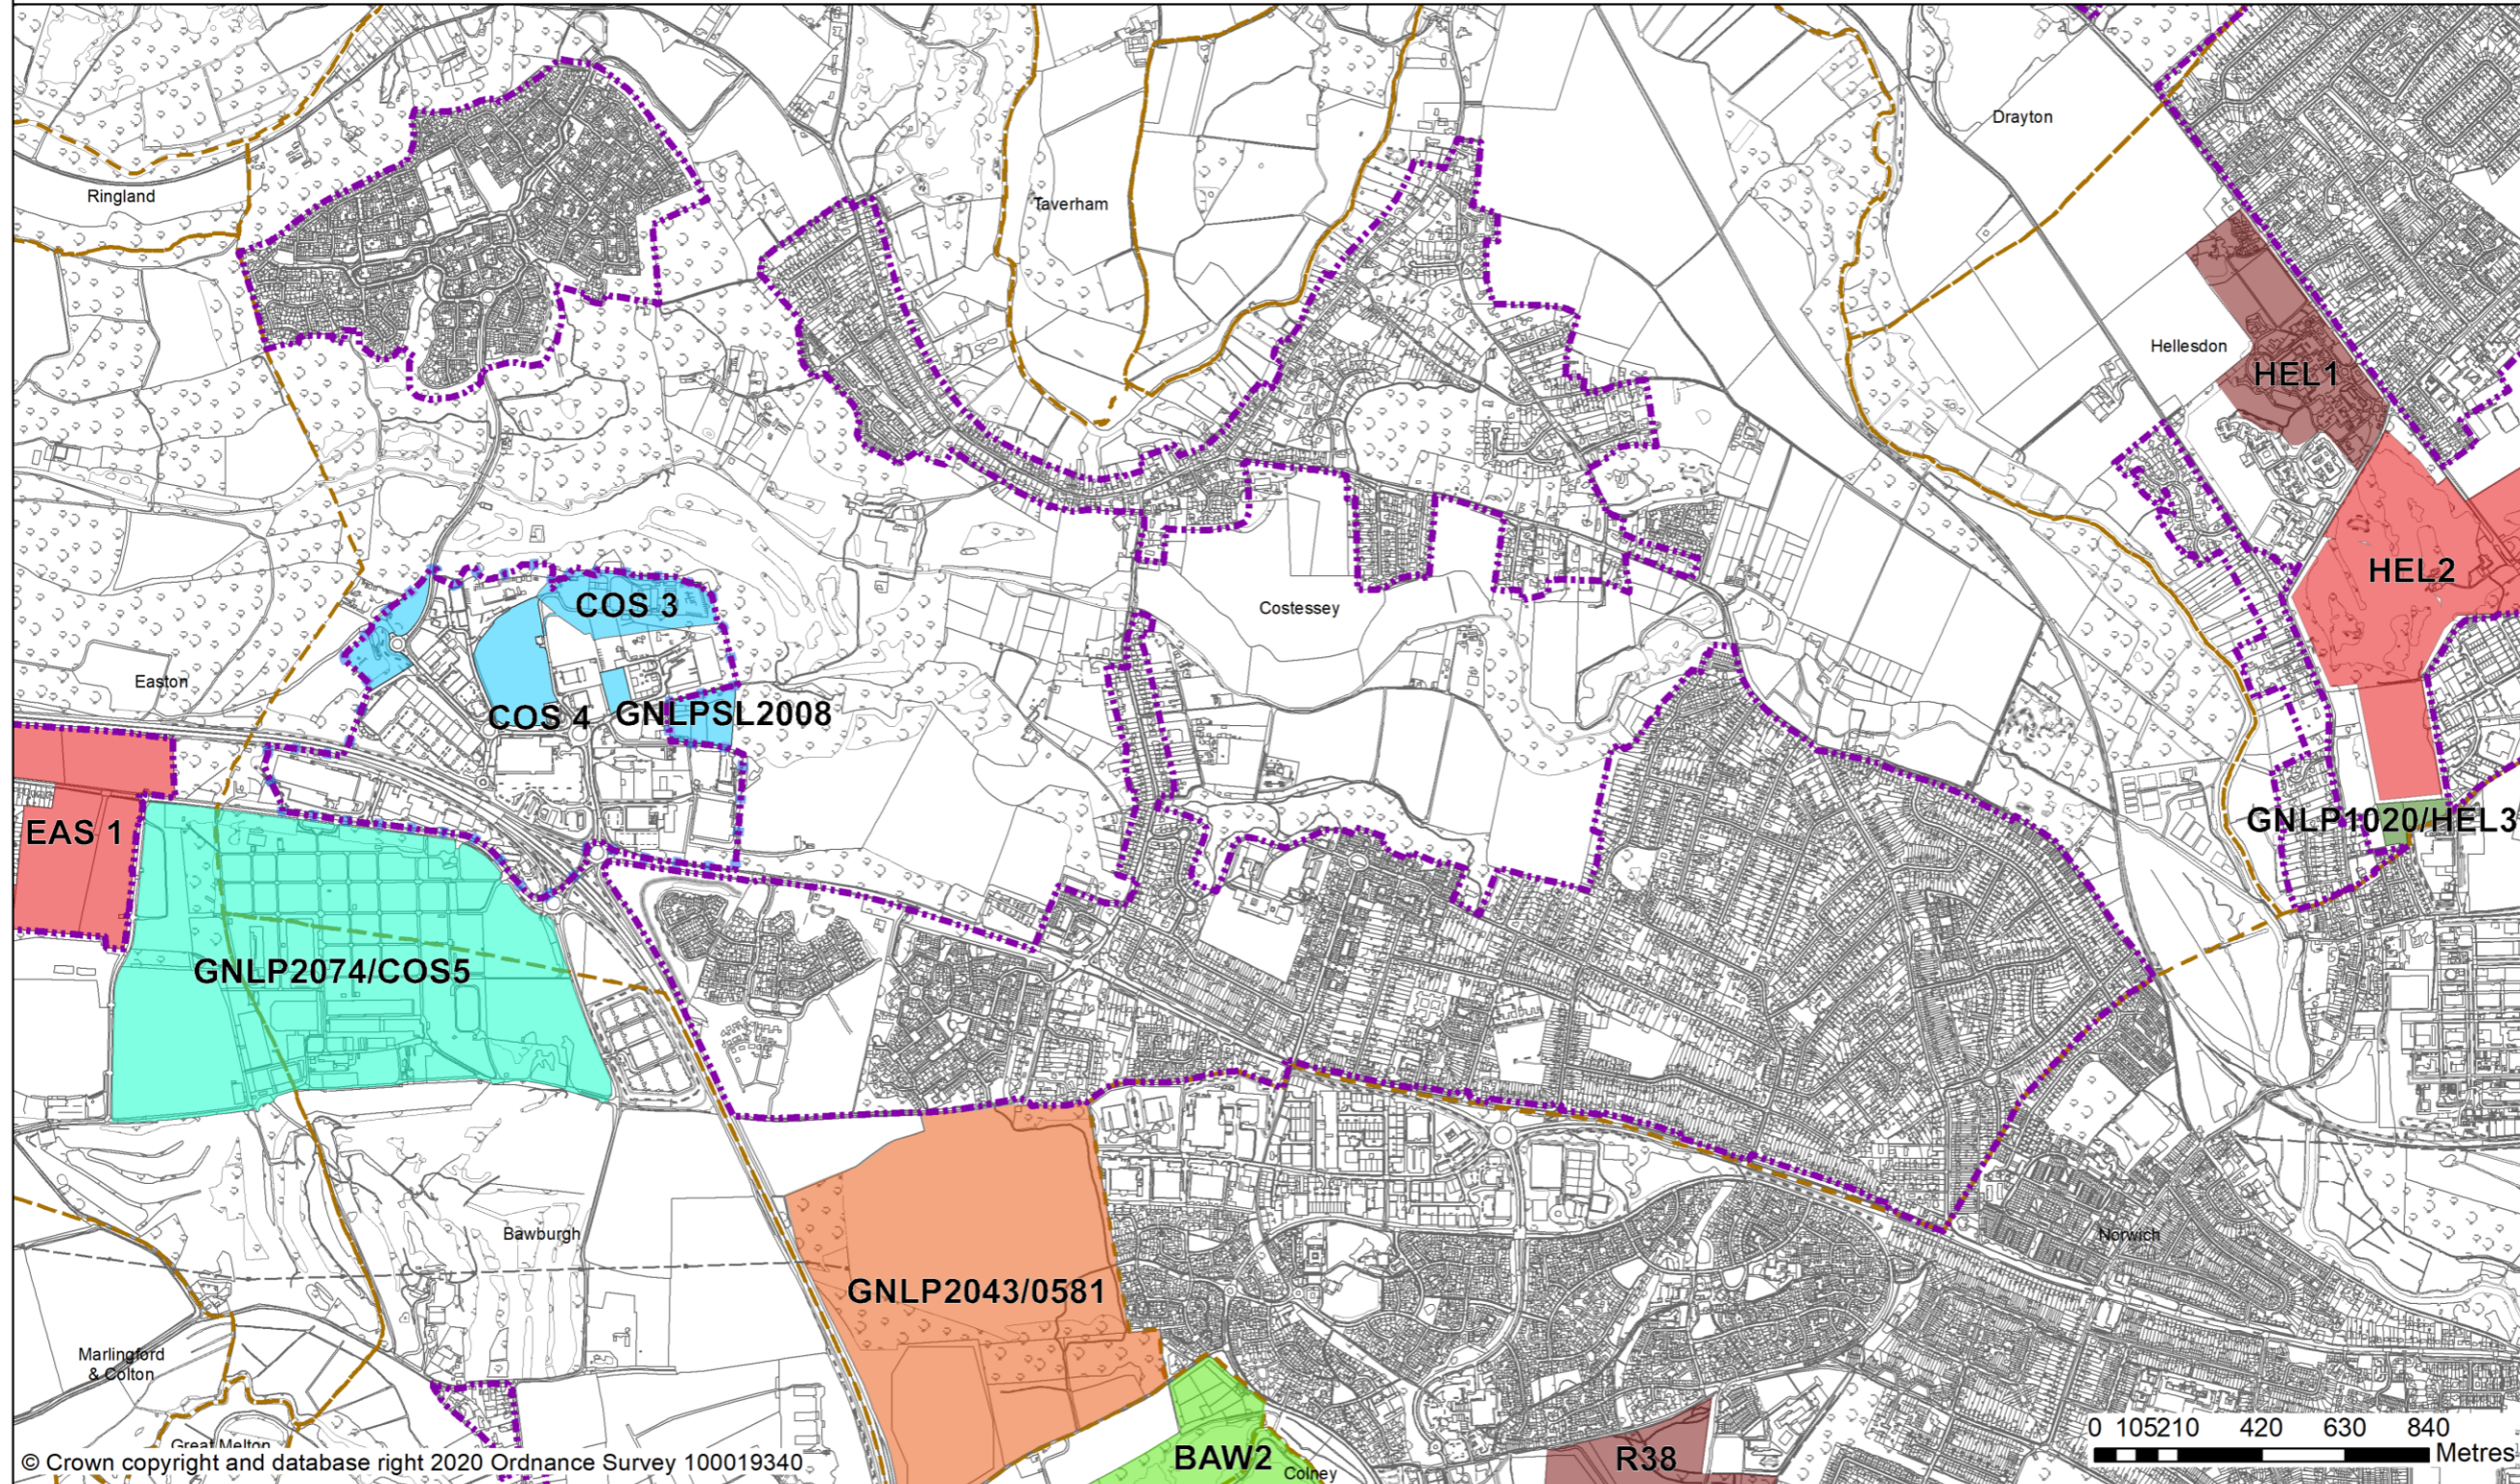 Drayton
Ringland
Taverham
Hellesdon
HEL1
HEL2
COS 3
Costessey
Easton
COS 4
GNLPSL2008
EAS 1
GNLP1020/HEL3
GNLP2074/COS5
Bawburgh
Norwich
GNLP2043/0581
Marlingford
& Colton
Great Melton
BAW2
Colney
R38
0 105210 420 630 840
Metres
© Crown copyright and database right 2020 Ordnance Survey 100019340